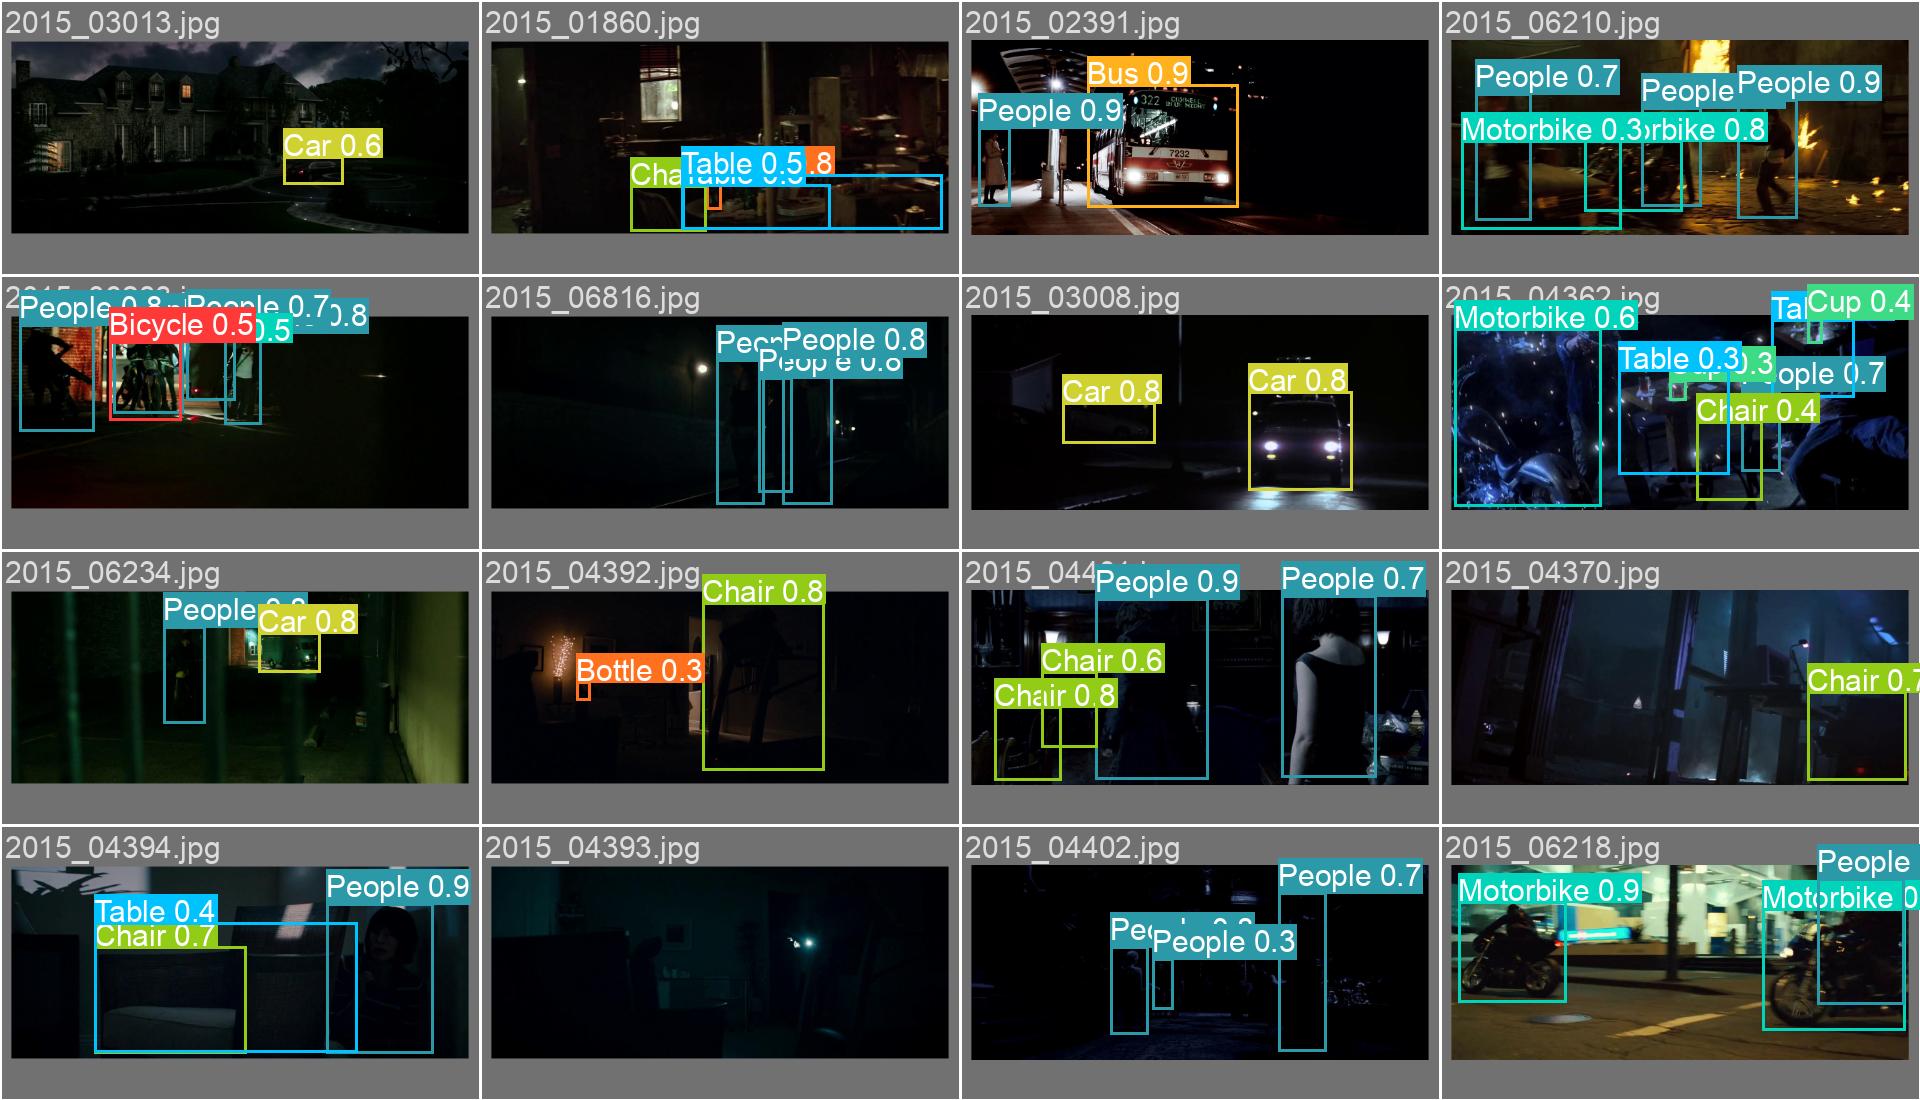 2015_03013.jpg
Car 0.6
2015_01860.jpg
Table 0.5
.8
Cha
2015_02391.jpg
Bus 0.9
People 0.9
322
7232
2015_06210.jpg
People 0.7
People
People 0.9
Motorbike 0.3
rbike 0.8
People 0.8
People 0.7
0.8
Bicycle 0.5
0.5
2015_06816.jpg
People 0.8
People 0.8
2015_03008.jpg
Car 0.8
Car 0.8
2015_04362.jpg
Motorbike 0.6
Cup 0.4
Table 0.3
0.3
ople 0.7
Chair 0.4
2015_06234.jpg
People
Car 0.8
2015_04392.jpg
Chair 0.8
Bottle 0.3
2015_044
People 0.9
People 0.7
Chair 0.6
Chair 0.8
2015_04370.jpg
Chair 0.7
2015_04394.jpg
People 0.9
Table 0.4
Chair 0.7
2015_04393.jpg
2015_04402.jpg
People 0.7
People 0.3
2015_06218.jpg
People
Motorbike 0.9
Motorbike 0